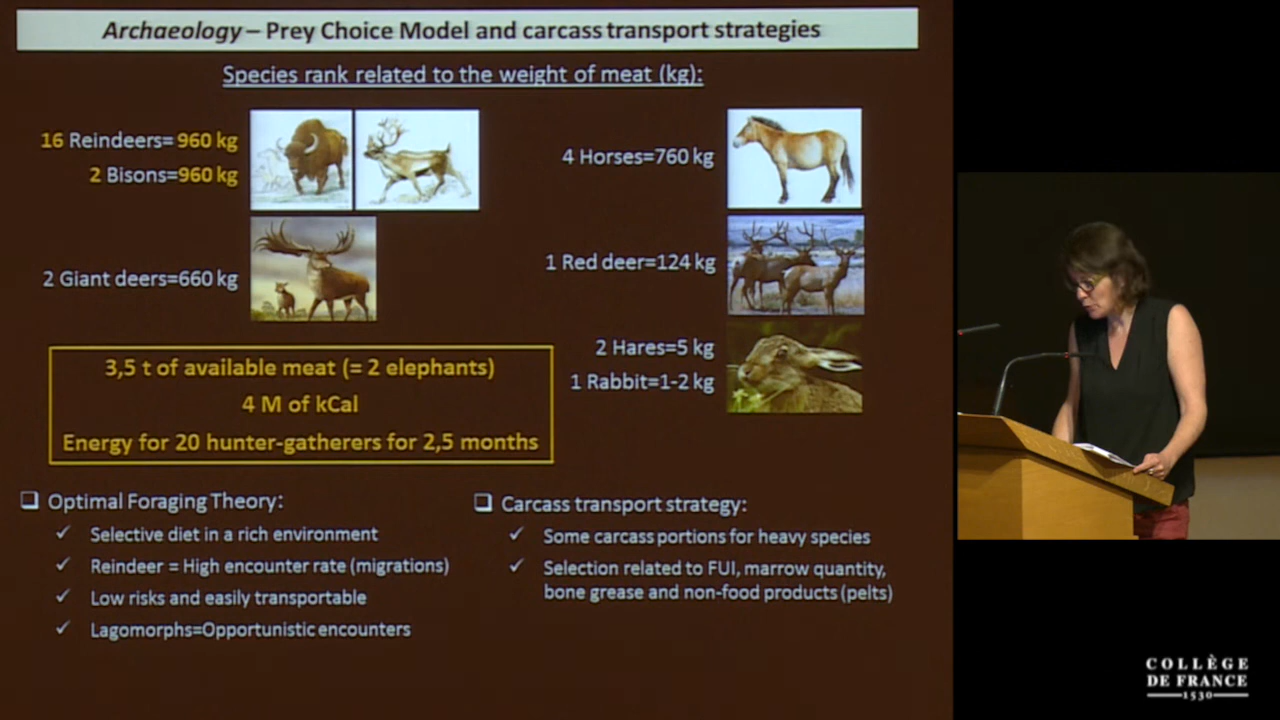 Archaeology – Prey Choice Model and carcass transport strategies
Species rank related to the weight of meat (kg):
16 Reindeers= 960 kg
2 Bisons=960 kg
2 Giant deers=660 kg
4 Horses=760 kg
1 Red deer=124 kg
2 Hares=5 kg
1 Rabbit=1-2 kg
3,5 t of available meat (= 2 elephants)
4 M of kCal
Energy for 20 hunter-gatherers for 2,5 months
Optimal Foraging Theory:
Selective diet in a rich environment
Reindeer = High encounter rate (migrations)
Low risks and easily transportable
Lagomorphs=Opportunistic encounters
Carcass transport strategy:
Some carcass portions for heavy species
Selection related to FUI, marrow quantity,
bone grease and non-food products (pelts)
COLLÈGE
DE FRANCE
1530